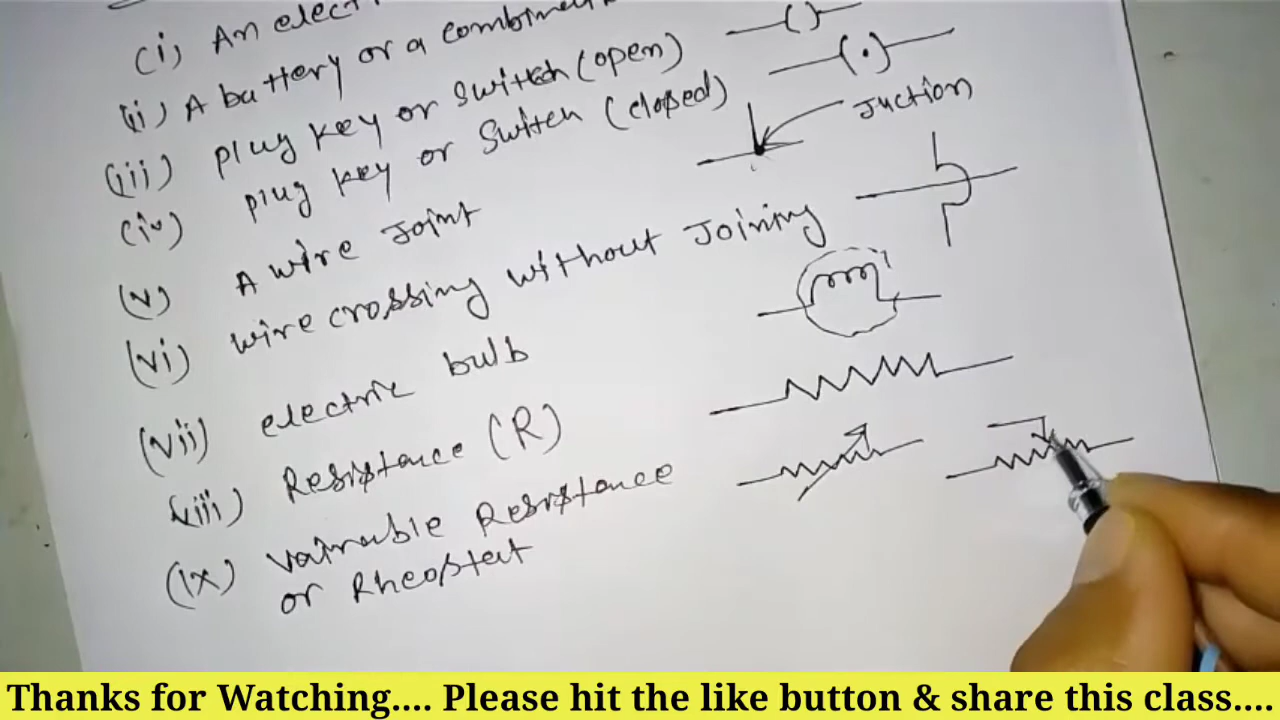 (i) An elect
(ii) A battery or a combinati
(iii) plug key or Switch (open)
(iv) plug key or Switch (closed)
Juction
(v) A wire Joint
(vi) wire crossing without Joining
(vii) electric bulb
(viii) Resistance (R)
(ix) vairable Resistance
or Rheostat
Thanks for Watching.... Please hit the like button & share this class....